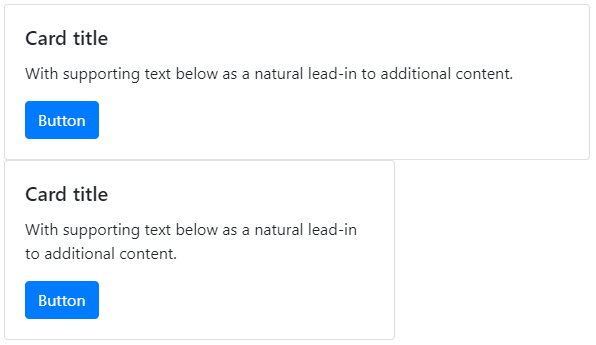 Card title
With supporting text below as a natural lead-in to additional content.
Button
Card title
With supporting text below as a natural lead-in
to additional content.
Button